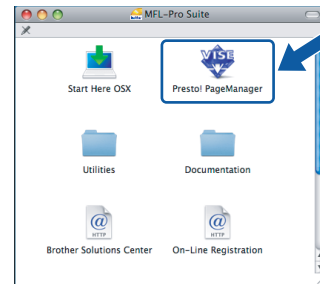 MFL-Pro Suite
VISE
Start Here OSX
Presto! PageManager
Utilities
Documentation
@
HTTP
@
HTTP
Brother Solutions Center
On-Line Registration